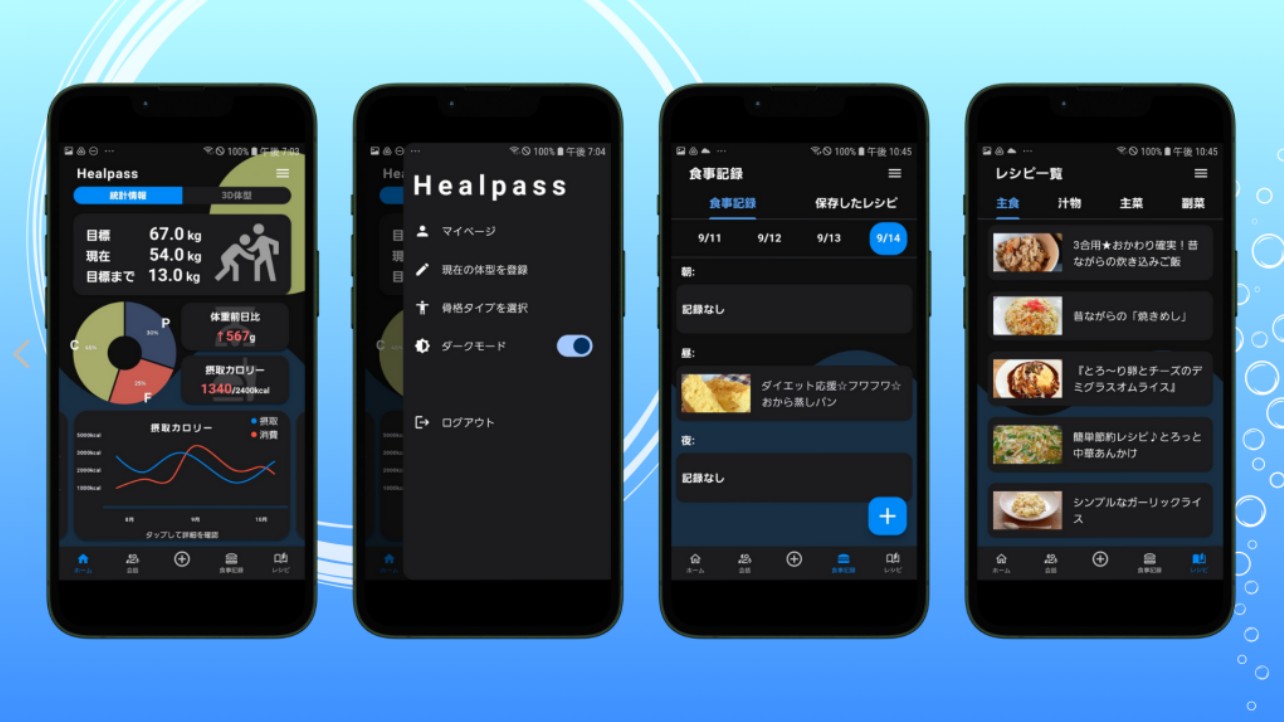 100% 午後 7:03
Healpass
統計情報 3D体型
目標 67.0 kg
現在 54.0 kg
目標まで 13.0 kg
P
30%
C
F
体重前日比
↑567g
摂取カロリー
1340/2400kcal
摂取カロリー
摂取
消費
5000kcal
3000kcal
2000kcal
1000kcal
8月 9月 10月
タップして詳細を確認
ホーム 会話 食事記録 レシピ
100% 午後 7:04
Hea
Healpass
マイページ
現在の体型を登録
骨格タイプを選択
ダークモード
ログアウト
100% 午後 10:45
食事記録
食事記録 保存したレシピ
9/11 9/12 9/13 9/14
朝:
記録なし
昼:
ダイエット応援☆フワフワ☆
おから蒸しパン
夜:
記録なし
+
ホーム 会話 食事記録 レシピ
100% 午後 10:45
レシピ一覧
主食 汁物 主菜 副菜
3合用★おかわり確実！昔
ながらの炊き込みご飯
昔ながらの「焼きめし」
『とろ〜り卵とチーズのデ
ミグラスオムライス』
簡単節約レシピ♪とろっと
中華あんかけ
シンプルなガーリックライ
ス
ホーム 会話 食事記録 レシピ